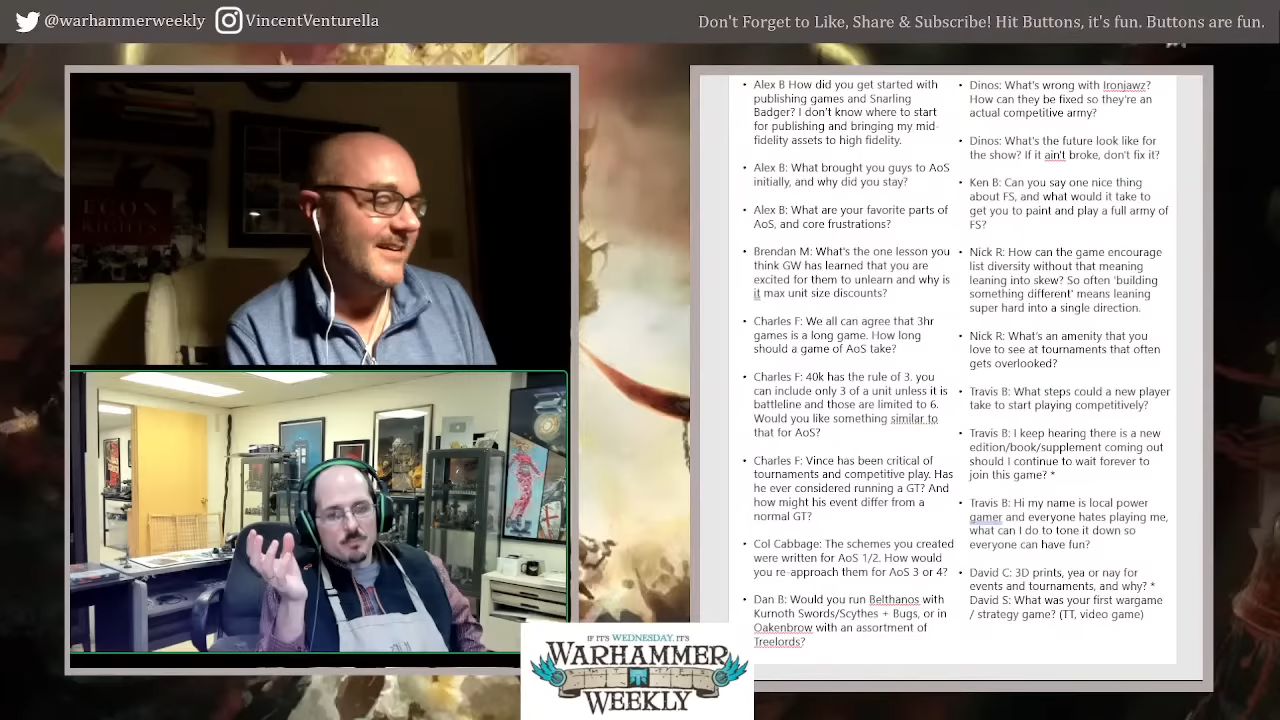 @warhammerweekly VincentVenturella
Don't Forget to Like, Share & Subscribe! Hit Buttons, it's fun. Buttons are fun.
ECON
RIGHTS
• Alex B How did you get started with
publishing games and Snarling
Badger? I don't know where to start
for publishing and bringing my mid-
fidelity assets to high fidelity.
• Alex B: What brought you guys to AoS
initially, and why did you stay?
• Alex B: What are your favorite parts of
AoS, and core frustrations?
• Brendan M: What's the one lesson you
think GW has learned that you are
excited for them to unlearn and why is
it max unit size discounts?
• Charles F: We all can agree that 3hr
games is a long game. How long
should a game of AoS take?
• Charles F: 40k has the rule of 3. you
can include only 3 of a unit unless it is
battleline and those are limited to 6.
Would you like something similar to
that for AoS?
• Charles F: Vince has been critical of
tournaments and competitive play. Has
he ever considered running a GT? And
how might his event differ from a
normal GT?
• Col Cabbage: The schemes you created
were written for AoS 1/2. How would
you re-approach them for AoS 3 or 4?
• Dan B: Would you run Belthanos with
Kurnoth Swords/Scythes + Bugs, or in
Oakenbrow with an assortment of
Treelords?
• Dinos: What's wrong with Ironjawz?
How can they be fixed so they're an
actual competitive army?
• Dinos: What's the future look like for
the show? If it ain't broke, don't fix it?
• Ken B: Can you say one nice thing
about FS, and what would it take to
get you to paint and play a full army of
FS?
• Nick R: How can the game encourage
list diversity without that meaning
leaning into skew? So often 'building
something different' means leaning
super hard into a single direction.
• Nick R: What's an amenity that you
love to see at tournaments that often
gets overlooked?
• Travis B: What steps could a new player
take to start playing competitively?
• Travis B: I keep hearing there is a new
edition/book/supplement coming out
should I continue to wait forever to
join this game? *
• Travis B: Hi my name is local power
gamer and everyone hates playing me,
what can I do to tone it down so
everyone can have fun?
• David C: 3D prints, yea or nay for
events and tournaments, and why? *
David S: What was your first wargame
/ strategy game? (TT, video game)
IF IT'S WEDNESDAY, IT'S
WARHAMMER
WEEKLY